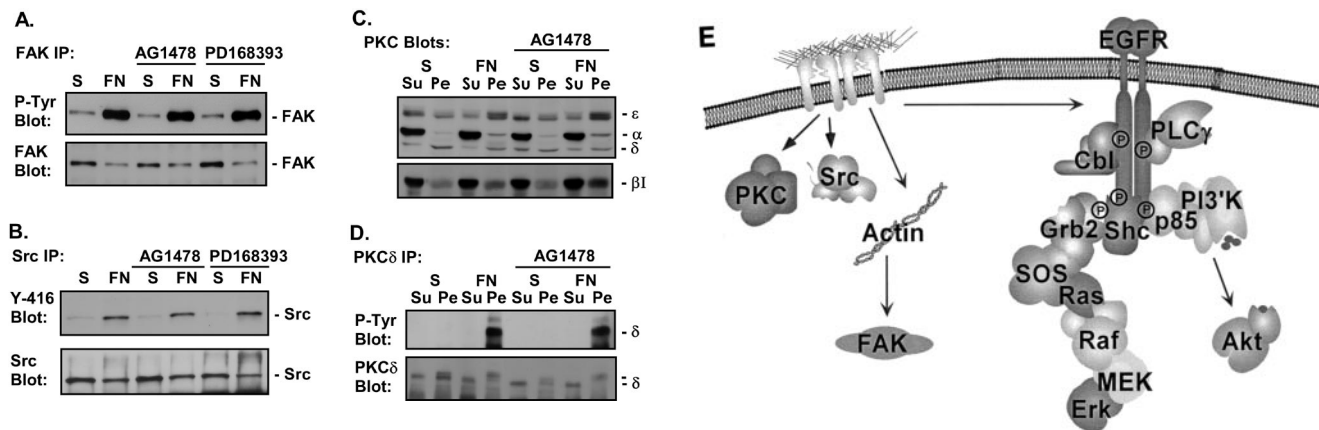 A.
FAK IP:
AG1478 PD168393
S FN S FN S FN
P-Tyr
Blot:
- FAK
FAK
Blot:
- FAK
B.
Src IP:
AG1478 PD168393
S FN S FN S FN
Y-416
Blot:
- Src
Src
Blot:
- Src
C.
PKC Blots:
AG1478
S FN S FN
Su Pe Su Pe Su Pe Su Pe
- ε
- α
- δ
- βI
D.
PKCδ IP:
AG1478
S FN S FN
Su Pe Su Pe Su Pe Su Pe
P-Tyr
Blot:
- δ
PKCδ
Blot:
- δ
E
EGFR
P
P
PLCγ
Cbl
PKC
Src
P
P
P
PI3'K
Grb2
Shc
p85
Actin
SOS
Ras
FAK
Raf
Akt
MEK
Erk